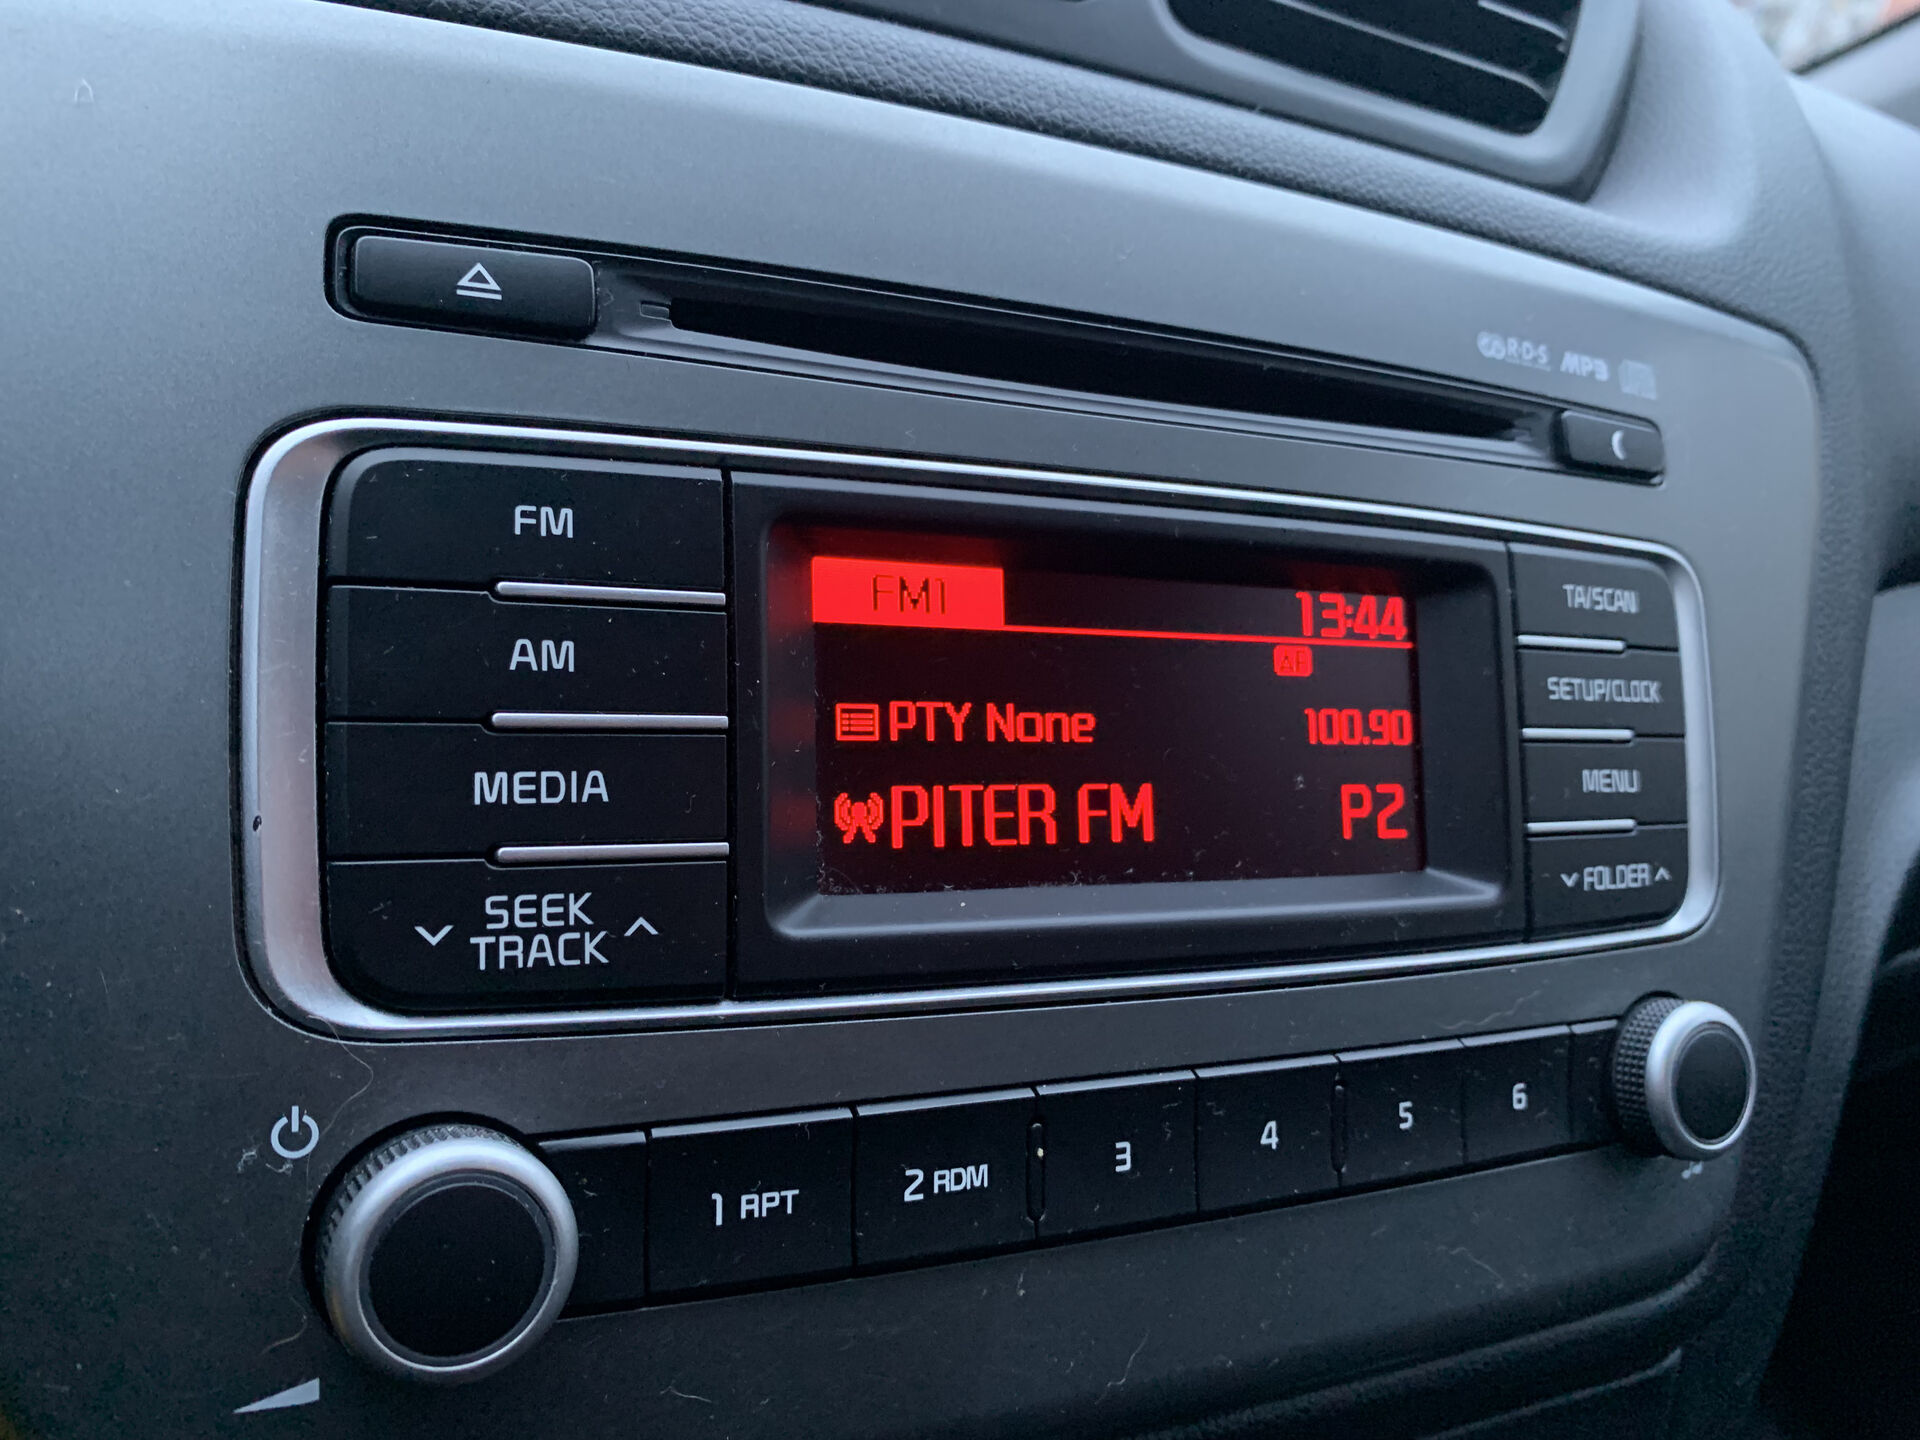 R·D·S MP3
FM
AM
MEDIA
SEEK
TRACK
FM1 13:44
AF
PTY None 100.90
PITER FM P2
TA/SCAN
SETUP/CLOCK
MENU
FOLDER
1 RPT
2 RDM
3
4
5
6